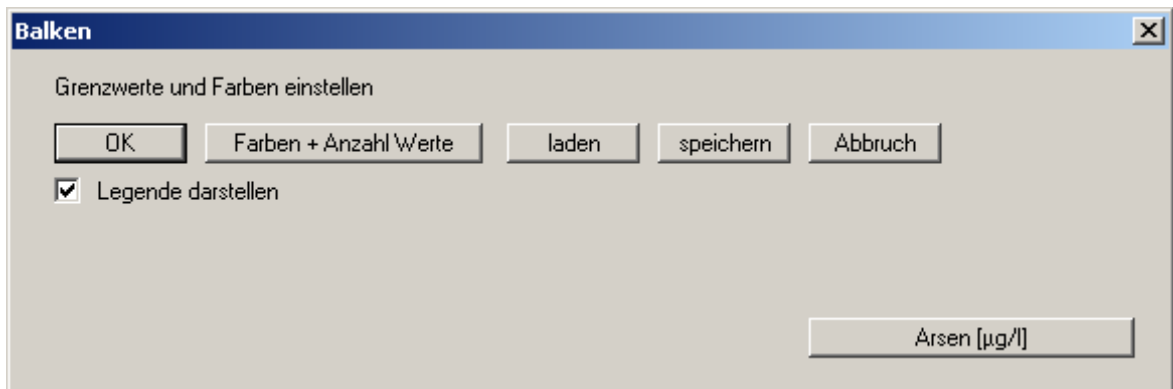 Balken
Grenzwerte und Farben einstellen
OK Farben + Anzahl Werte laden speichern Abbruch
Legende darstellen
Arsen [µg/l]